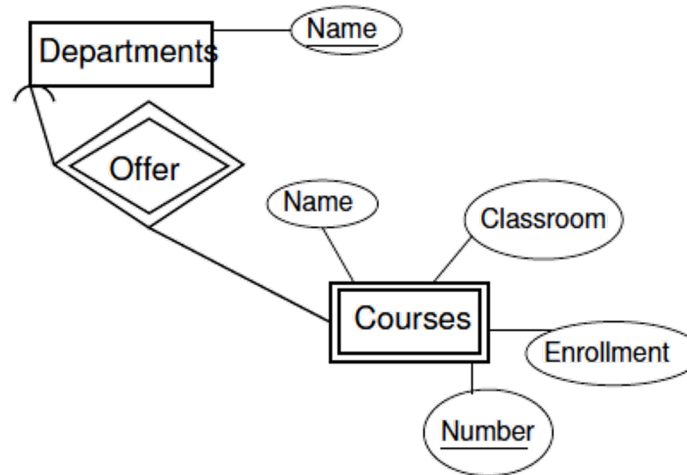 Name
Departments
Offer
Name
Classroom
Courses
Enrollment
Number